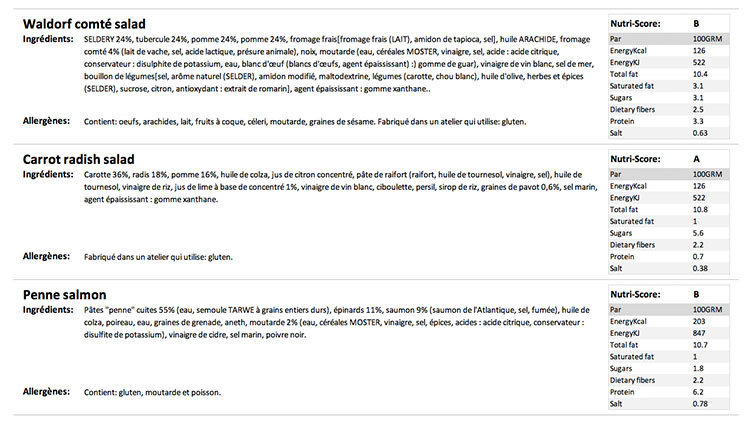 Waldorf comté salad
Ingrédients: SELDERY 24%, tubercule 24%, pomme 24%, pomme 24%, fromage frais[fromage frais (LAIT), amidon de tapioca, sel], huile ARACHIDE, fromage
comté 4% (lait de vache, sel, acide lactique, présure animale), noix, moutarde (eau, céréales MOSTER, vinaigre, sel, acide : acide citrique,
conservateur : disulphite de potassium, eau, blanc d'œuf (blancs d'œuffs, agent épaississant) :) gomme de guar), vinaigre de vin blanc, sel de mer,
bouillon de légumes[sel, arôme naturel (SELDER), amidon modifié, maltodextrine, légumes (carotte, chou blanc), huile d'olive, herbes et épices
(SELDER), sucrose, citron, antioxydant : extrait de romarin], agent épaississant : gomme xanthane..
Allergènes: Contient: oeufs, arachides, lait, fruits à coque, céleri, moutarde, graines de sésame. Fabriqué dans un atelier qui utilise: gluten.
Nutri-Score: B
Par 100GRM
EnergyKcal 126
EnergyKJ 522
Total fat 10.4
Saturated fat 3.1
Sugars 3.1
Dietary fibers 2.5
Protein 3.3
Salt 0.63
Carrot radish salad
Ingrédients: Carotte 36%, radis 18%, pomme 16%, huile de colza, jus de citron concentré, pâte de raifort (raifort, huile de tournesol, vinaigre, sel), huile de
tournesol, vinaigre de riz, jus de lime à base de concentré 1%, vinaigre de vin blanc, ciboulette, persil, sirop de riz, graines de pavot 0,6%, sel marin,
agent épaississant : gomme xanthane.
Allergènes: Fabriqué dans un atelier qui utilise: gluten.
Nutri-Score: A
Par 100GRM
EnergyKcal 126
EnergyKJ 522
Total fat 10.8
Saturated fat 1
Sugars 5.6
Dietary fibers 2.2
Protein 0.7
Salt 0.38
Penne salmon
Ingrédients: Pâtes "penne" cuites 55% (eau, semoule TARWE à grains entiers durs), épinards 11%, saumon 9% (saumon de l'Atlantique, sel, fumée), huile de
colza, poireau, eau, graines de grenade, aneth, moutarde 2% (eau, céréales MOSTER, vinaigre, sel, épices, acides : acide citrique, conservateur :
disulfite de potassium), vinaigre de cidre, sel marin, poivre noir.
Allergènes: Contient: gluten, moutarde et poisson.
Nutri-Score: B
Par 100GRM
EnergyKcal 203
EnergyKJ 847
Total fat 10.7
Saturated fat 1
Sugars 1.8
Dietary fibers 2.2
Protein 6.2
Salt 0.78